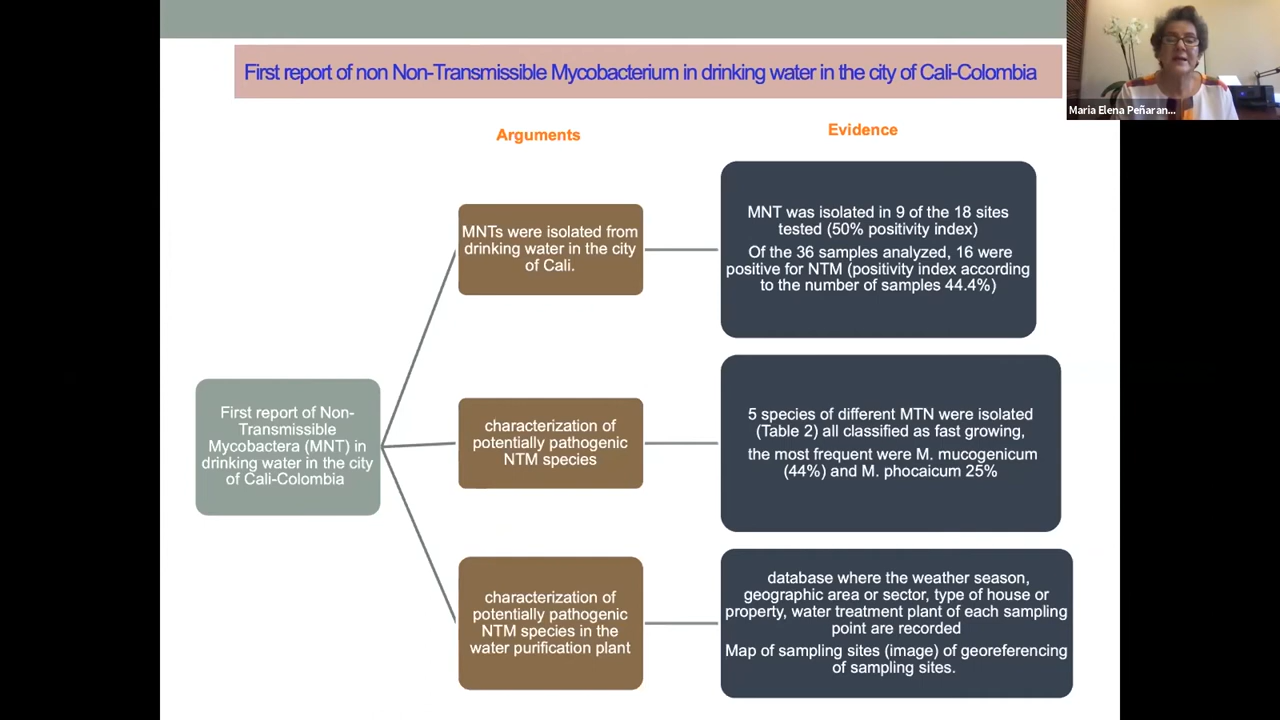 First report of non Non-Transmissible Mycobacterium in drinking water in the city of Cali-Colombia
Maria Elena Peñaran...
Arguments
Evidence
First report of Non-
Transmissible
Mycobactera (MNT) in
drinking water in the city
of Cali-Colombia
MNTs were isolated from
drinking water in the city
of Cali.
MNT was isolated in 9 of the 18 sites
tested (50% positivity index)
Of the 36 samples analyzed, 16 were
positive for NTM (positivity index according
to the number of samples 44.4%)
characterization of
potentially pathogenic
NTM species
5 species of different MTN were isolated
(Table 2) all classified as fast growing,
the most frequent were M. mucogenicum
(44%) and M. phocaicum 25%
characterization of
potentially pathogenic
NTM species in the
water purification plant
database where the weather season,
geographic area or sector, type of house or
property, water treatment plant of each sampling
point are recorded
Map of sampling sites (image) of georeferencing
of sampling sites.